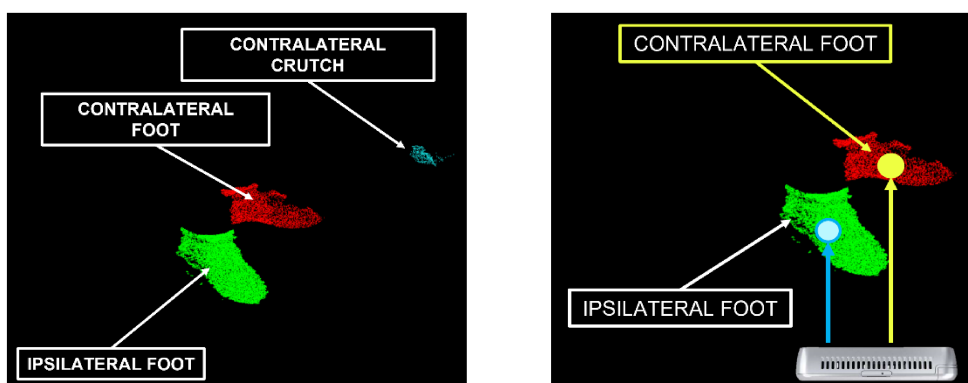 CONTRALATERAL
CRUTCH
CONTRALATERAL
FOOT
IPSILATERAL FOOT
CONTRALATERAL FOOT
IPSILATERAL FOOT